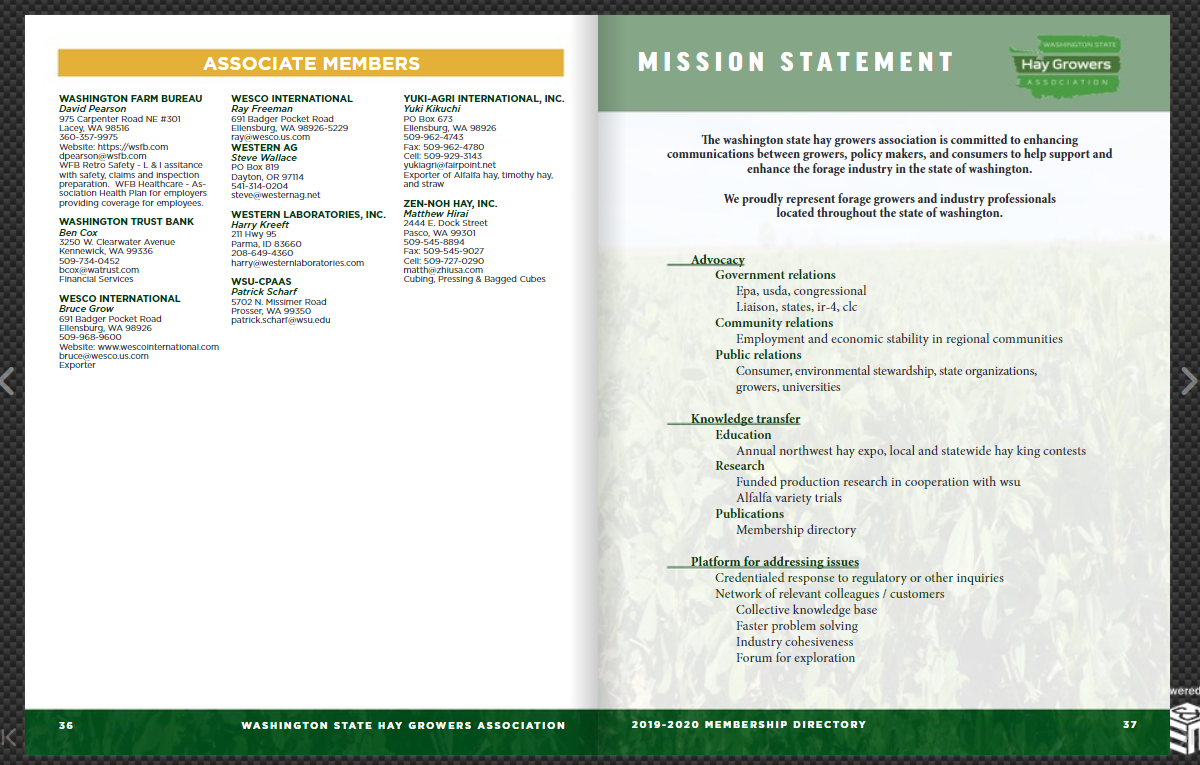 ASSOCIATE MEMBERS
WASHINGTON FARM BUREAU
David Pearson
975 Carpenter Road NE #301
Lacey, WA 98516
360-357-9975
Website: https://wsfb.com
dpearson@wsfb.com
WFB Retro Safety - L & I assitance
with safety, claims and inspection
preparation. WFB Healthcare - As-
sociation Health Plan for employers
providing coverage for employees.
WASHINGTON TRUST BANK
Ben Cox
3250 W. Clearwater Avenue
Kennewick, WA 99336
509-734-0452
bcox@watrust.com
Financial Services
WESCO INTERNATIONAL
Bruce Grow
691 Badger Pocket Road
Ellensburg, WA 98926
509-968-9600
Website: www.wescointernational.com
bruce@wesco.us.com
Exporter
WESCO INTERNATIONAL
Ray Freeman
691 Badger Pocket Road
Ellensburg, WA 98926-5229
ray@wesco.us.com
WESTERN AG
Steve Wallace
PO Box 819
Dayton, OR 97114
541-314-0204
steve@westernag.net
WESTERN LABORATORIES, INC.
Harry Kreeft
211 Hwy 95
Parma, ID 83660
208-649-4360
harry@westernlaboratories.com
WSU-CPAAS
Patrick Scharf
5702 N. Missimer Road
Prosser, WA 99350
patrick.scharf@wsu.edu
YUKI-AGRI INTERNATIONAL, INC.
Yuki Kikuchi
PO Box 673
Ellensburg, WA 98926
509-962-4743
Fax: 509-962-4780
Cell: 509-929-3143
yukiagri@fairpoint.net
Exporter of Alfalfa hay, timothy hay,
and straw
ZEN-NOH HAY, INC.
Matthew Hirai
2444 E. Dock Street
Pasco, WA 99301
509-545-8894
Fax: 509-545-9027
Cell: 509-727-0290
matth@zhiusa.com
Cubing, Pressing & Bagged Cubes
36
WASHINGTON STATE HAY GROWERS ASSOCIATION
MISSION STATEMENT
WASHINGTON STATE
Hay Growers
ASSOCIATION
The washington state hay growers association is committed to enhancing
communications between growers, policy makers, and consumers to help support and
enhance the forage industry in the state of washington.
We proudly represent forage growers and industry professionals
located throughout the state of washington.
Advocacy
Government relations
Epa, usda, congressional
Liaison, states, ir-4, clc
Community relations
Employment and economic stability in regional communities
Public relations
Consumer, environmental stewardship, state organizations,
growers, universities
Knowledge transfer
Education
Annual northwest hay expo, local and statewide hay king contests
Research
Funded production research in cooperation with wsu
Alfalfa variety trials
Publications
Membership directory
Platform for addressing issues
Credentialed response to regulatory or other inquiries
Network of relevant colleagues / customers
Collective knowledge base
Faster problem solving
Industry cohesiveness
Forum for exploration
2019-2020 MEMBERSHIP DIRECTORY
37
wered